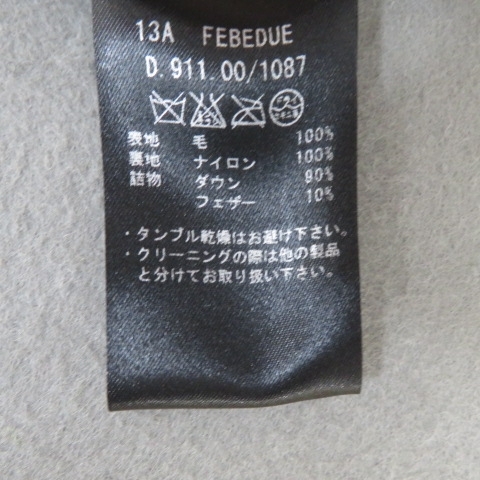 13A FEBEDUE
D.911.00/1087
表地 毛 100%
裏地 ナイロン 100%
詰物 ダウン 90%
フェザー 10%
・タンブル乾燥はお避け下さい。
・クリーニングの際は他の製品
と分けてお取り扱い下さい。